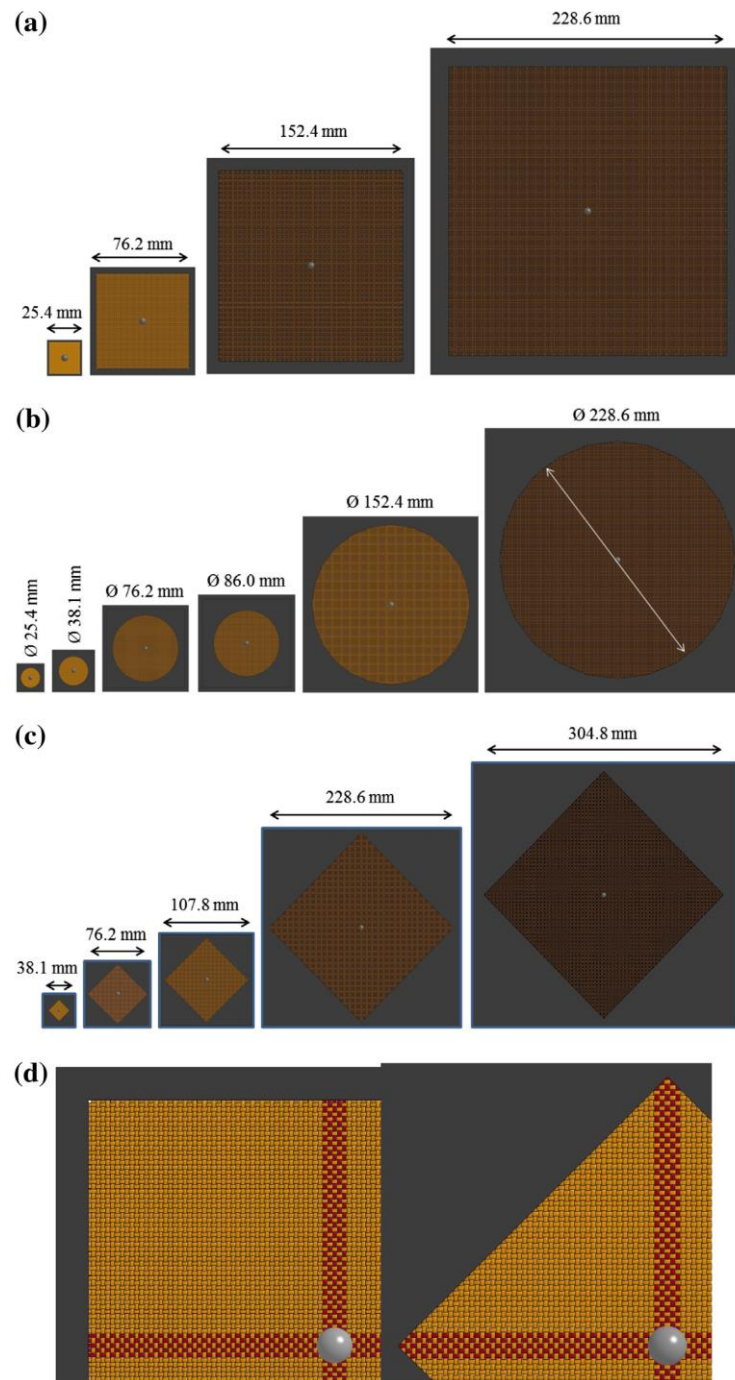 (a)
228.6 mm
152.4 mm
76.2 mm
25.4 mm
(b)
Ø 228.6 mm
Ø 152.4 mm
Ø 86.0 mm
Ø 76.2 mm
Ø 38.1 mm
Ø 25.4 mm
(c)
304.8 mm
228.6 mm
107.8 mm
76.2 mm
38.1 mm
(d)